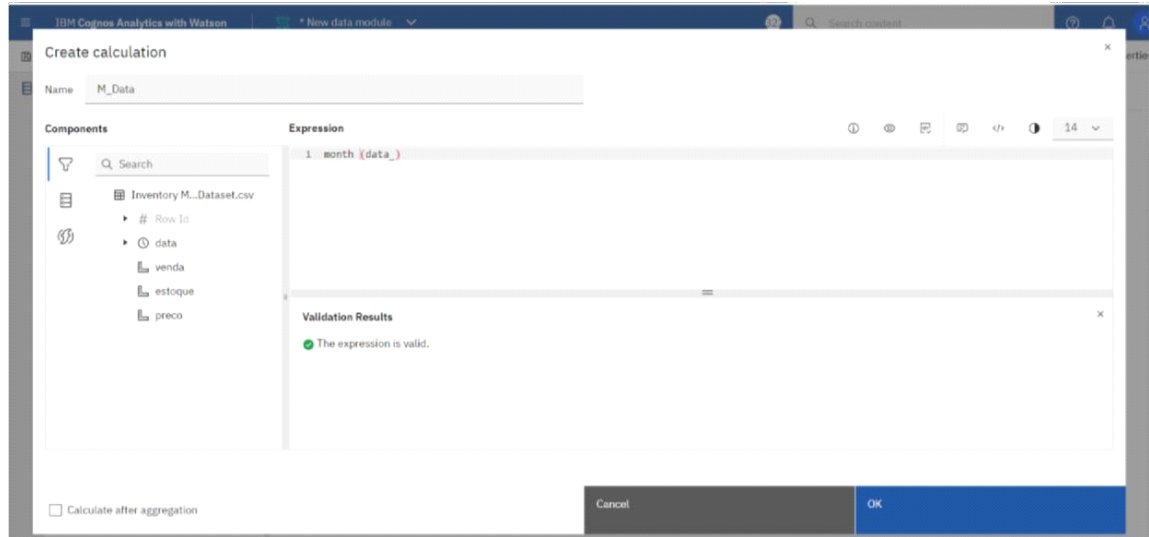 IBM Cognos Analytics with Watson
* New data module
Search content
Create calculation
Name M_Data
Components
Expression
14
1 month (data_)
Search
Inventory M...Dataset.csv
# Row Id
data
venda
estoque
preco
Validation Results
The expression is valid.
Calculate after aggregation
Cancel
OK